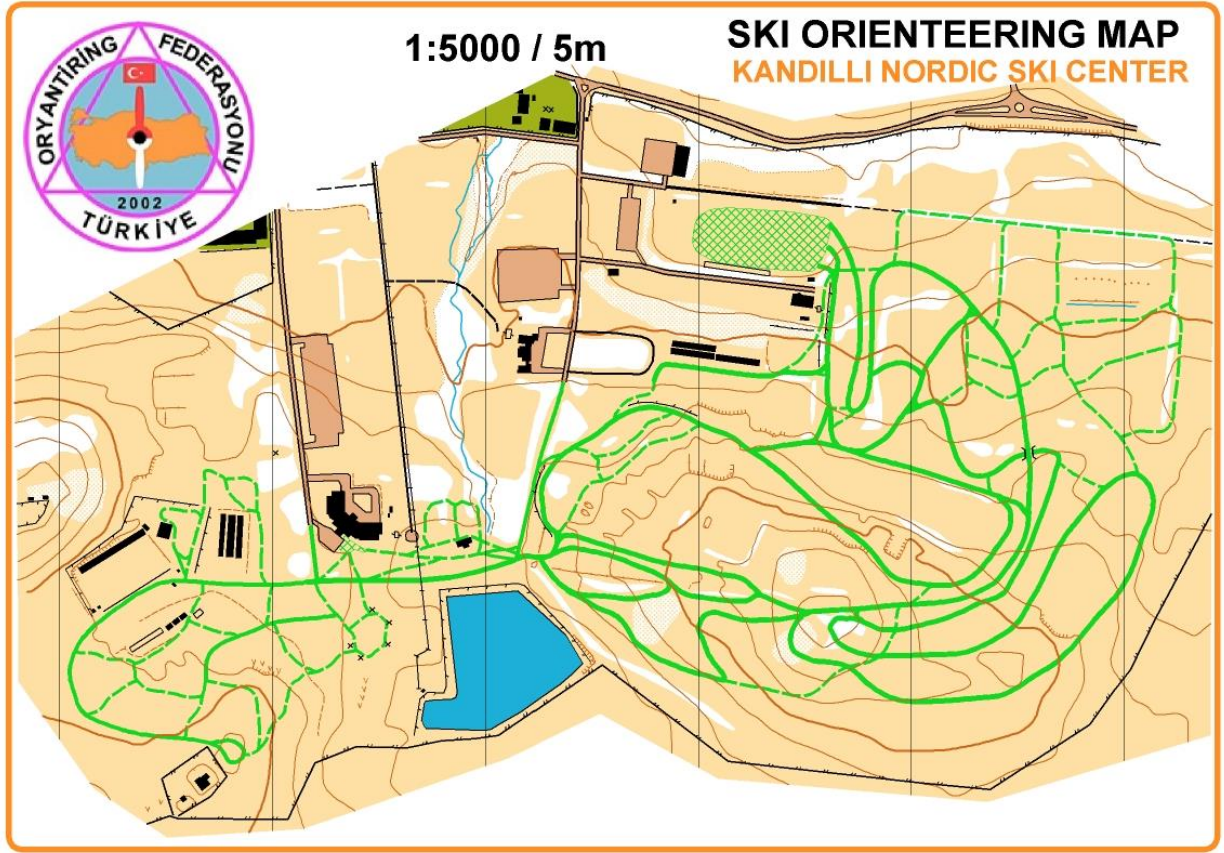 ORYANTİRİNG FEDERASYONU
2002
TÜRKİYE
1:5000 / 5m
SKI ORIENTEERING MAP
KANDILLI NORDIC SKI CENTER